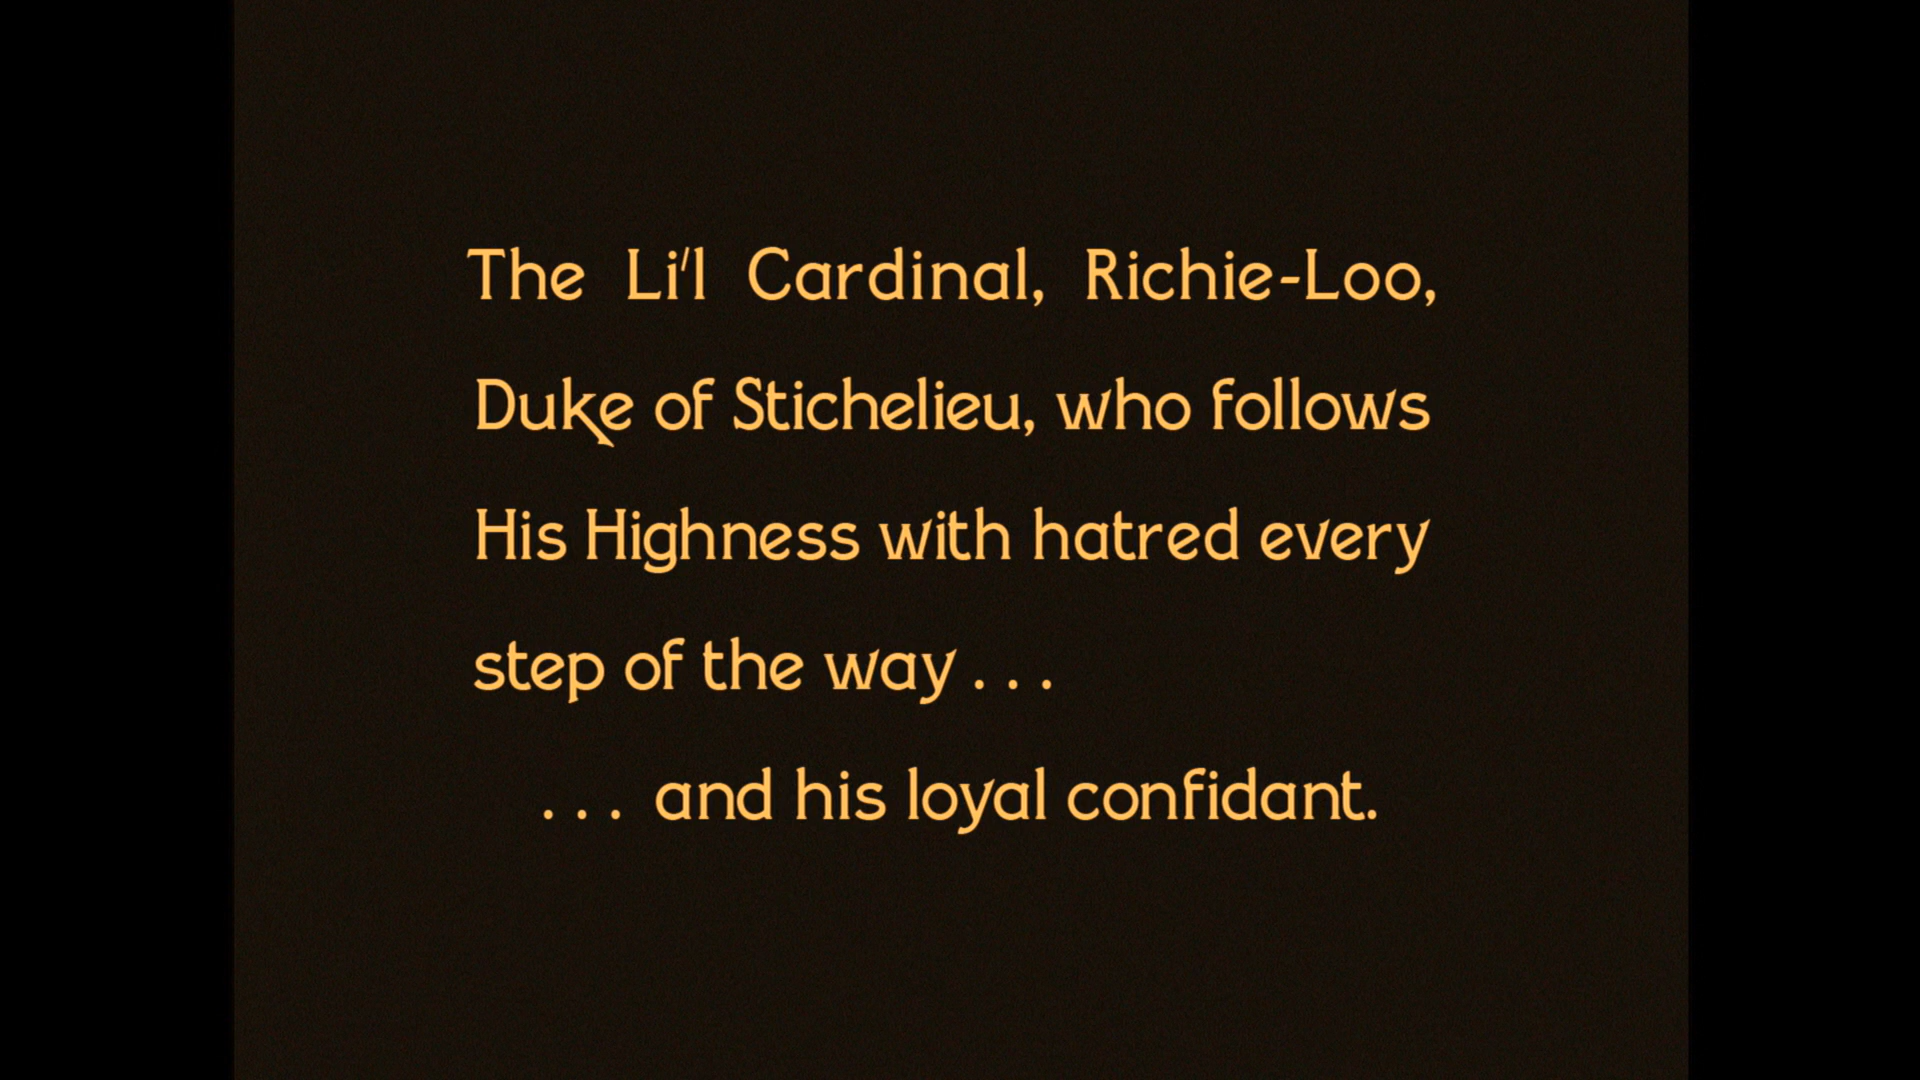 The Li'l Cardinal, Richie-Loo,
Duke of Stichelieu, who follows
His Highness with hatred every
step of the way . . .
. . . and his loyal confidant.